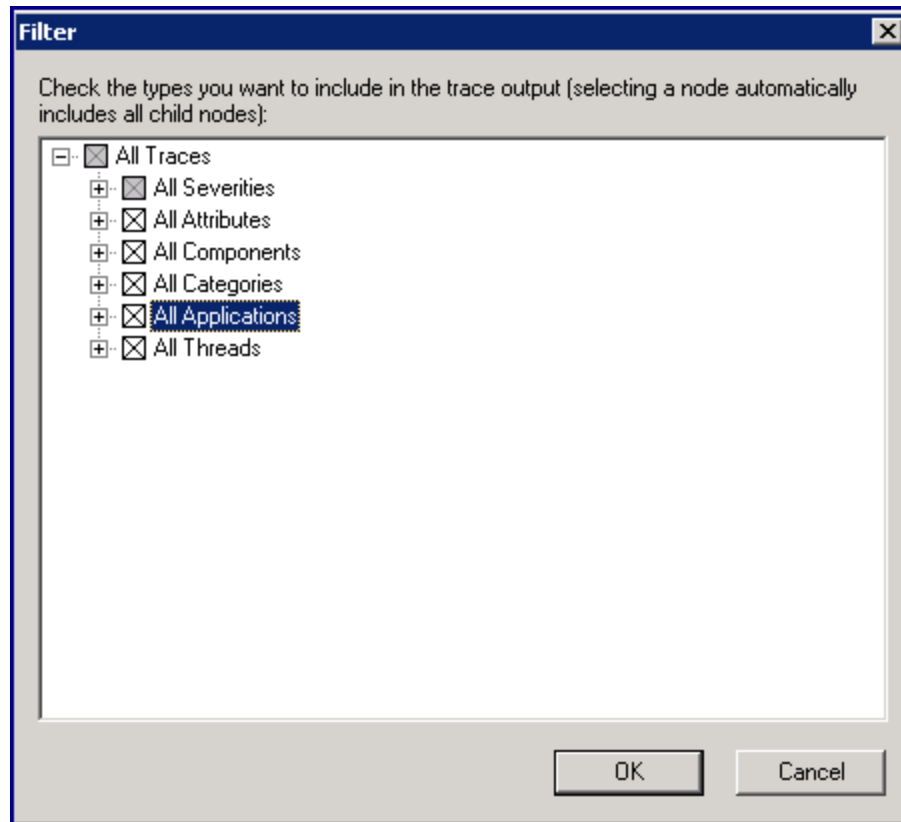 Filter
Check the types you want to include in the trace output (selecting a node automatically
includes all child nodes):
All Traces
All Severities
All Attributes
All Components
All Categories
All Applications
All Threads
OK Cancel